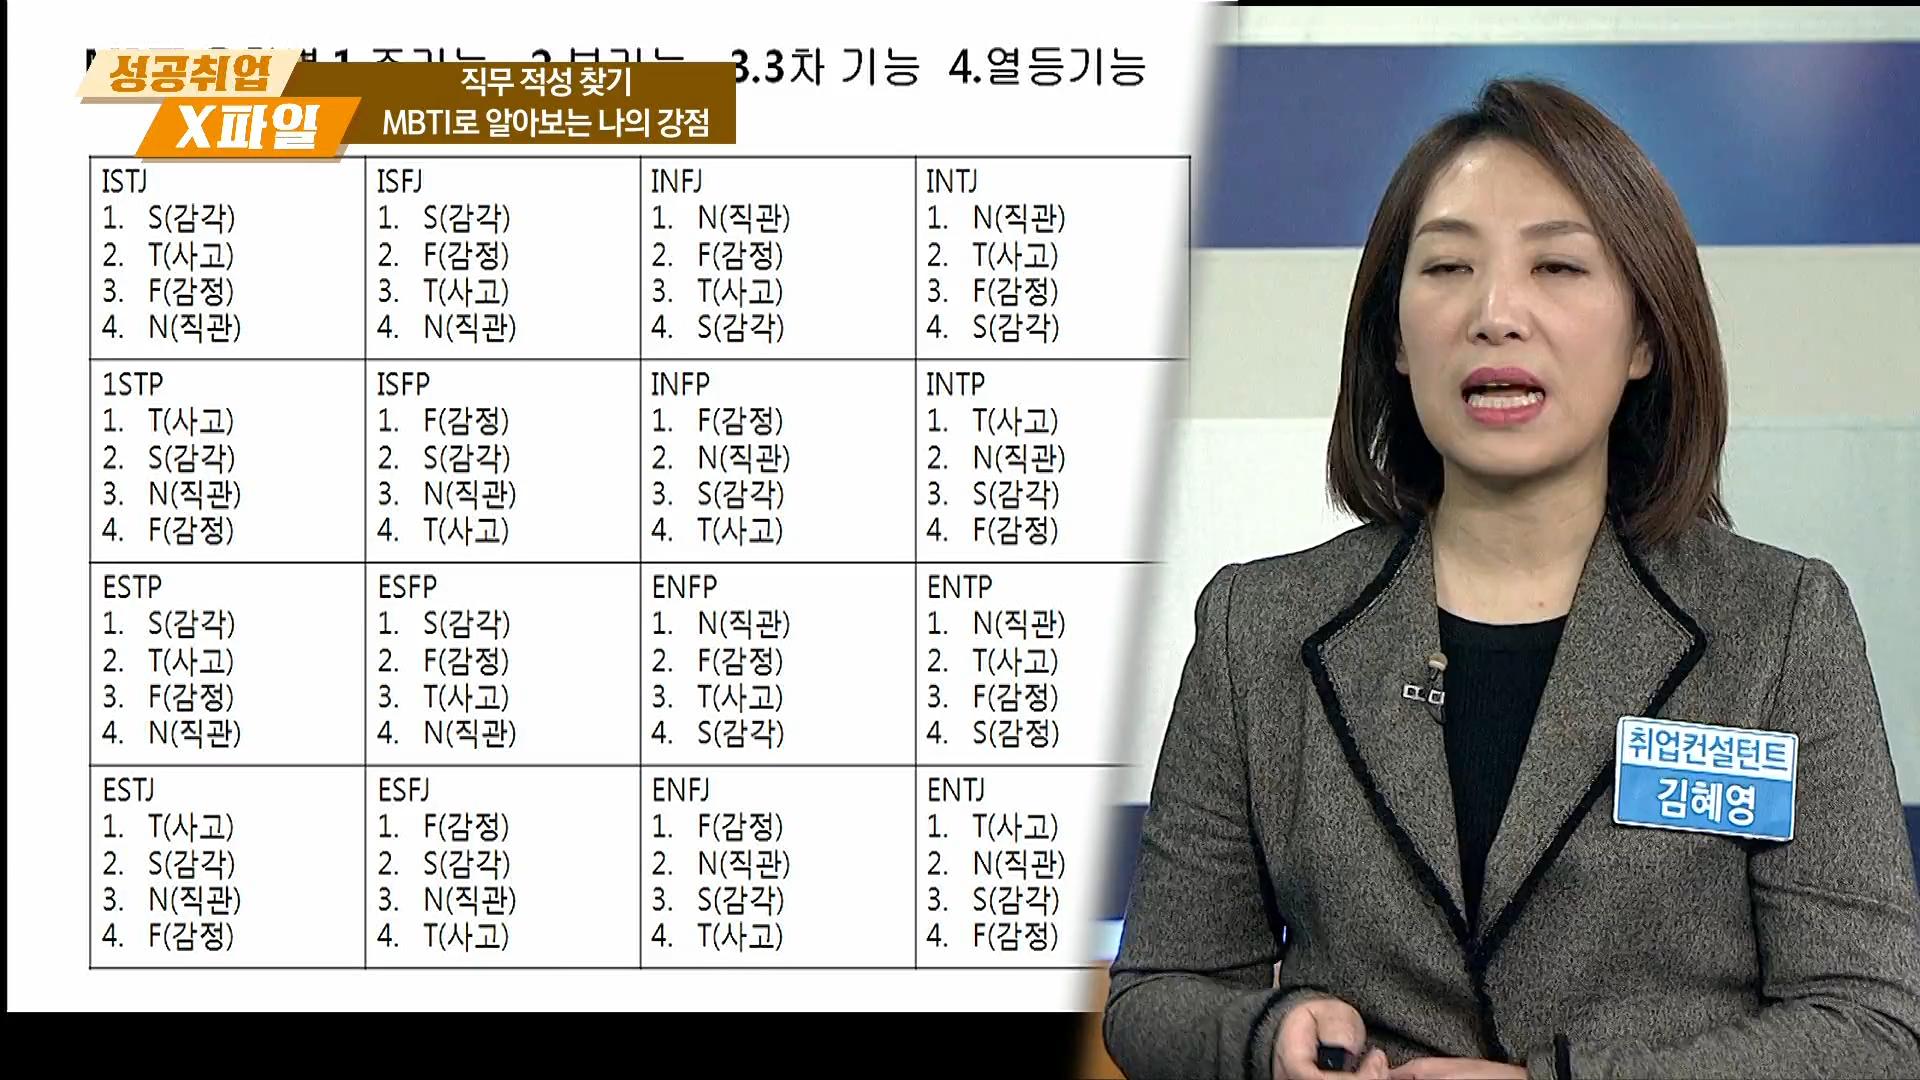 3.3차 기능 4.열등기능
성공취업
X파일
직무 적성 찾기
MBTI로 알아보는 나의 강점
ISTJ
1. S(감각)
2. T(사고)
3. F(감정)
4. N(직관)
ISFJ
1. S(감각)
2. F(감정)
3. T(사고)
4. N(직관)
INFJ
1. N(직관)
2. F(감정)
3. T(사고)
4. S(감각)
INTJ
1. N(직관)
2. T(사고)
3. F(감정)
4. S(감각)
1STP
1. T(사고)
2. S(감각)
3. N(직관)
4. F(감정)
ISFP
1. F(감정)
2. S(감각)
3. N(직관)
4. T(사고)
INFP
1. F(감정)
2. N(직관)
3. S(감각)
4. T(사고)
INTP
1. T(사고)
2. N(직관)
3. S(감각)
4. F(감정)
ESTP
1. S(감각)
2. T(사고)
3. F(감정)
4. N(직관)
ESFP
1. S(감각)
2. F(감정)
3. T(사고)
4. N(직관)
ENFP
1. N(직관)
2. F(감정)
3. T(사고)
4. S(감각)
ENTP
1. N(직관)
2. T(사고)
3. F(감정)
4. S(감정)
ESTJ
1. T(사고)
2. S(감각)
3. N(직관)
4. F(감정)
ESFJ
1. F(감정)
2. S(감각)
3. N(직관)
4. T(사고)
ENFJ
1. F(감정)
2. N(직관)
3. S(감각)
4. T(사고)
ENTJ
1. T(사고)
2. N(직관)
3. S(감각)
4. F(감정)
취업컨설턴트
김혜영